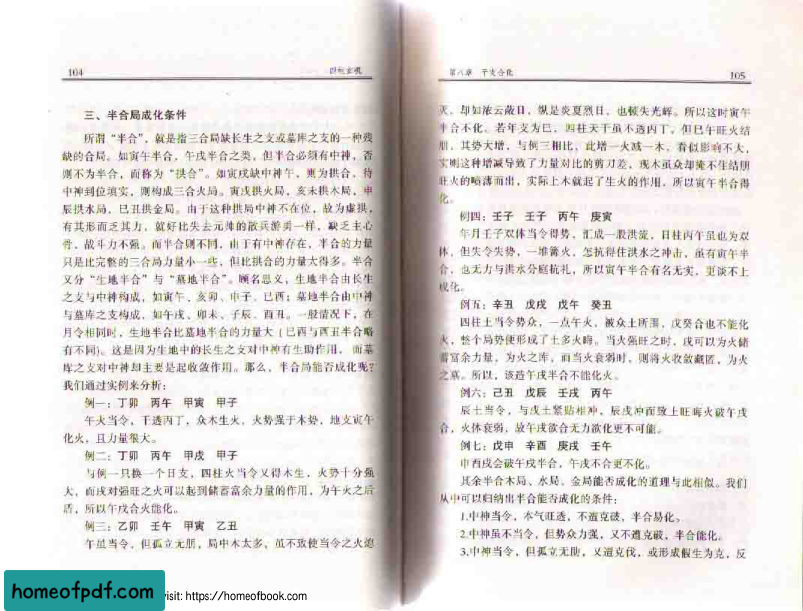 104
四柱玄机
三、半合局成化条件
所谓“半合”，就是指三合局缺长生之支或墓库之支的一种残
缺的合局。如寅午半合，午戌半合之类，但半合必须有中神，否
则不为半合，而称为“拱合”。如寅戌缺中神午，则为拱合，待
中神到位填实，则构成三合火局。寅戌拱火局，亥未拱木局，申
辰拱水局，巳丑拱金局。由于这种拱局中神不在位，故为虚拱，
有其形而乏其力，就好比失去元帅的散兵游勇一样，缺乏主心
骨，战斗力不强。而半合则不同，由于有中神存在，半合的力量
只是比完整的三合局力量小一些，但比拱合的力量大得多。半合
又分“生地半合”与“墓地半合”。顾名思义，生地半合由长生
之支与中神构成，如寅午、亥卯、申子、巳酉；墓地半合由中神
与墓库之支构成，如午戌、卯未、子辰、酉丑。一般情况下，在
月令相同时，生地半合比墓地半合的力量大（巳酉与酉丑半合略
有不同）。这是因为生地中的长生之支对中神有生助作用，而墓
库之支对中神却主要是起收敛作用。那么，半合局能否成化呢？
我们通过实例来分析：
例一：丁卯 丙午 甲寅 甲子
午火当令，干透丙丁，众木生火，火势强于木势，地支寅午
化火，且力量很大。
例二：丁卯 丙午 甲戌 甲子
与例一只换一个日支，四柱火当令又得木生，火势十分强
大，而戌对强旺之火可以起到储蓄富余力量的作用，为午火之后
盾，所以午戌合火能化。
例三：乙卯 壬午 甲寅 乙丑
午虽当令，但孤立无朋，局中木太多，虽不致使当令之火熄
第六章 干支合化
105
灭，却如浓云蔽日，纵是炎夏烈日，也顿失光辉。所以这时寅午
半合不化。若年支为巳，四柱天干虽不透丙丁，但巳午旺火结
朋，其势大增，与例三相比，此增一火减一木，看似影响不大，
实则这种增减导致了力量对比的剪刀差，现木虽众却掩不住结朋
旺火的喷薄而出，实际上木就起了生火的作用，所以寅午半合得
化。
例四：壬子 壬子 丙午 庚寅
年月壬子双体当令得势，汇成一股洪流，日柱丙午虽也为双
体，但失令失势，一堆篝火，怎抗得住洪水之冲击，虽有寅午半
合，也无力与洪水分庭抗礼，所以寅午半合有名无实，更谈不上
成化。
例五：辛丑 戊戌 戊午 癸丑
四柱土当令势众，一点午火，被众土所围，戊癸合也不能化
火，整个局势便形成了土多火晦。当火强旺之时，戌可以为火储
蓄富余力量，为火之库，而当火衰弱时，则将火收敛藏匿，为火
之墓。所以，该造午戌半合不能化火。
例六：己丑 戊辰 壬戌 丙午
辰土当令，与戌土紧贴相冲，辰戌冲而致土旺晦火破午戌
合，火体衰弱，故午戌欲合无力欲化更不可能。
例七：戊申 辛酉 庚戌 壬午
申酉戌会破午戌半合，午戌不合更不化。
其余半合木局、水局、金局能否成化的道理与此相似。我们
从中可以归纳出半合能否成化的条件：
1.中神当令，本气旺透，不遭克破，半合易化。
2.中神虽不当令，但势众力强，又不遭克破，半合能化。
3.中神当令，但孤立无助，又遭克伐，或形成假生为克，反
homeofpdf.com
visit: https://homeofbook.com